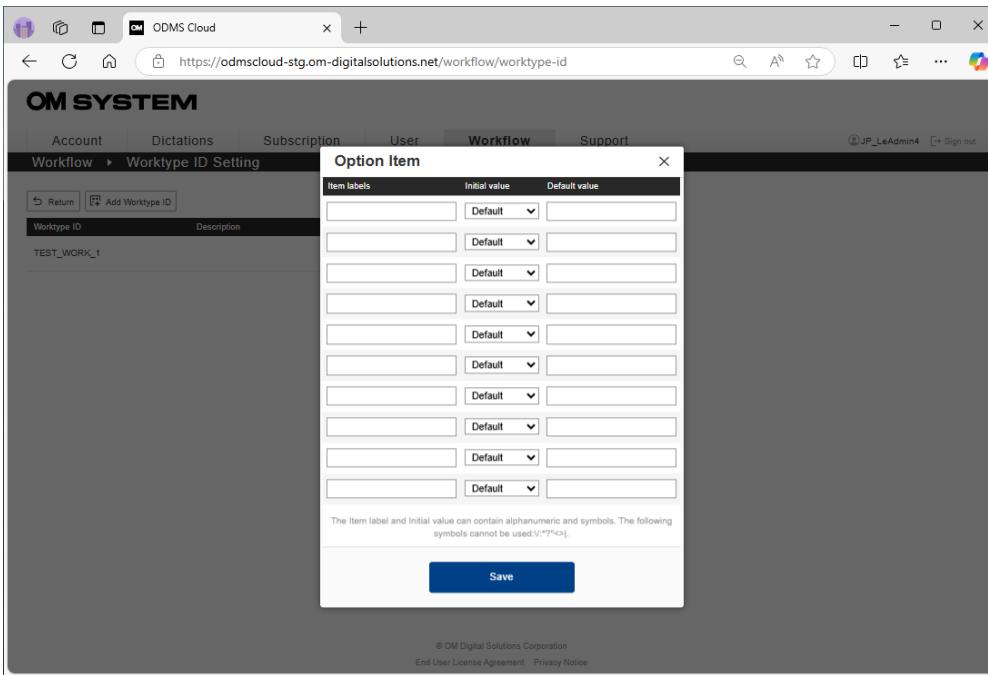 OM ODMS Cloud
https://odmscloud-stg.om-digitalsolutions.net/workflow/worktype-id
OM SYSTEM
Account Dictations Subscription User Workflow Support JP_LeAdmin4 Sign out
Workflow Worktype ID Setting
Return Add Worktype ID
Worktype ID Description
TEST_WORK_1
Option Item
Item labels Initial value Default value
Default
Default
Default
Default
Default
Default
Default
Default
Default
Default
The Item label and Initial value can contain alphanumeric and symbols. The following
symbols cannot be used:\/:*?"<>|.
Save
© OM Digital Solutions Corporation
End User License Agreement Privacy Notice